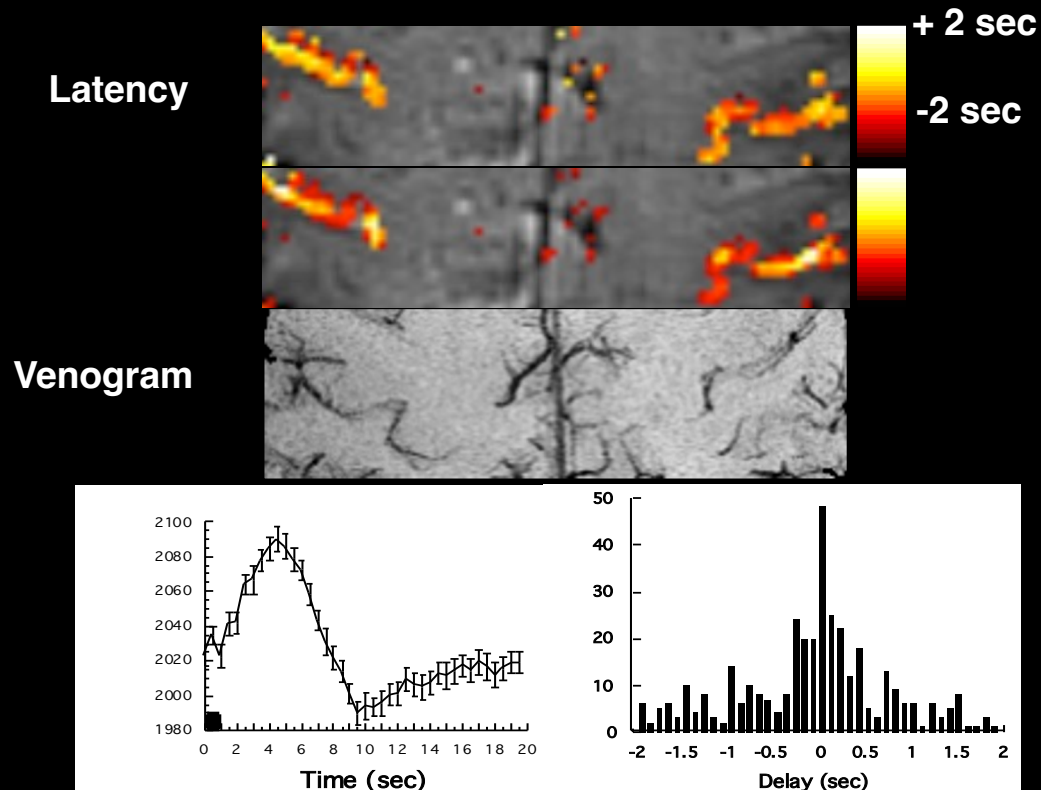 + 2 sec
Latency
-2 sec
Venogram
2100
2080
2060
2040
2020
2000
1980
0 2 4 6 8 10 12 14 16 18 20
Time (sec)
50
40
30
20
10
0
-2 -1.5 -1 -0.5 0 0.5 1 1.5 2
Delay (sec)